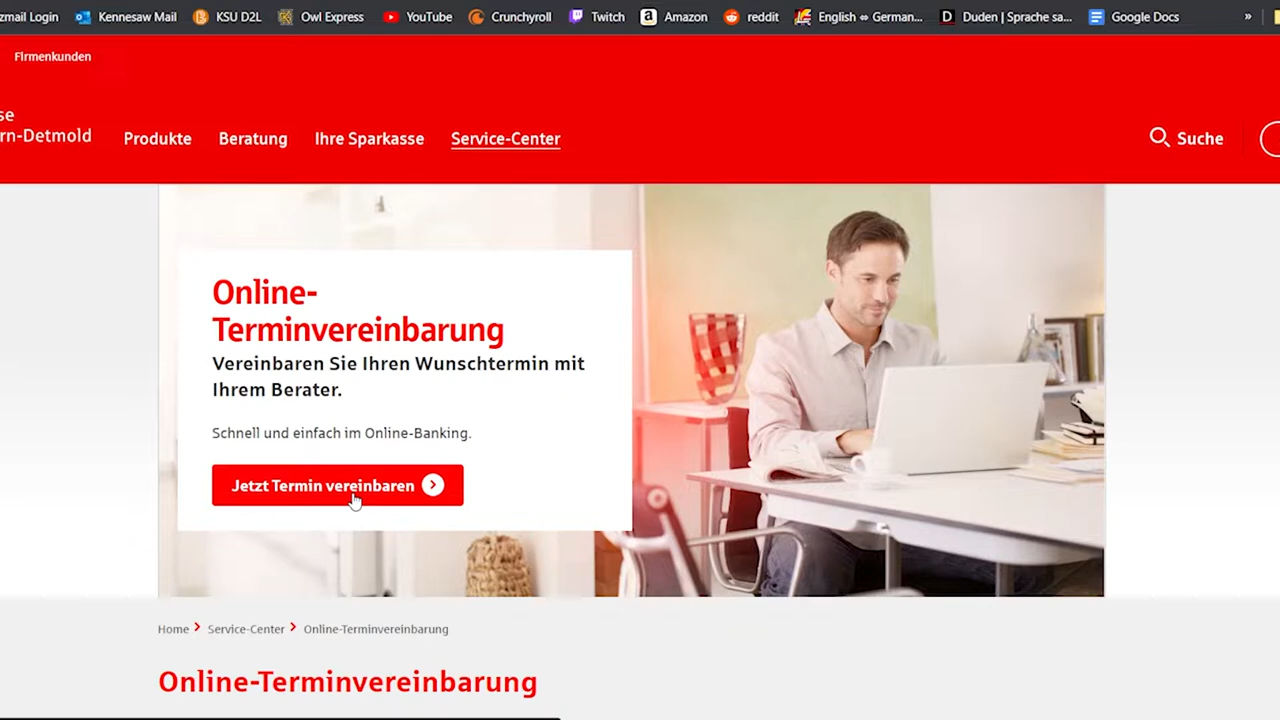 zmail Login Kennesaw Mail KSU D2L Owl Express YouTube Crunchyroll Twitch Amazon reddit English ⇔ German... Duden | Sprache sa... Google Docs »
Firmenkunden
se
rn-Detmold
Produkte Beratung Ihre Sparkasse Service-Center Suche
Online-
Terminvereinbarung
Vereinbaren Sie Ihren Wunschtermin mit
Ihrem Berater.
Schnell und einfach im Online-Banking.
Jetzt Termin vereinbaren
Home Service-Center Online-Terminvereinbarung
Online-Terminvereinbarung